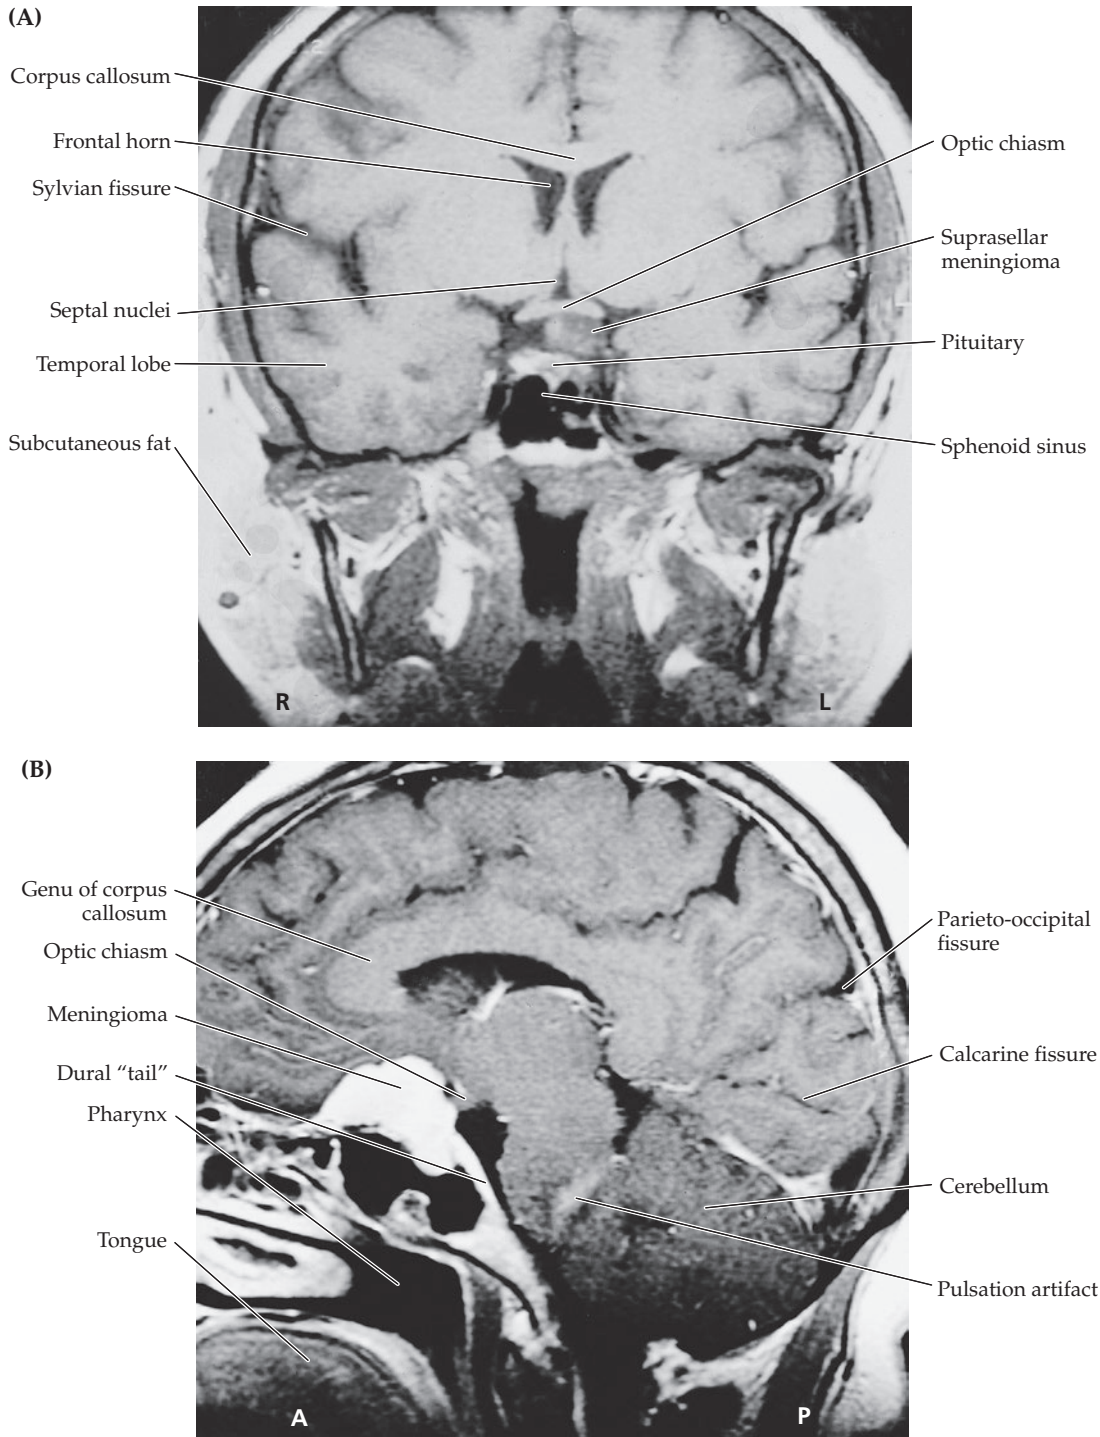 (A)
Corpus callosum
Frontal horn
Sylvian fissure
Septal nuclei
Temporal lobe
Subcutaneous fat
Optic chiasm
Suprasellar
meningioma
Pituitary
Sphenoid sinus
R
L
(B)
Genu of corpus
callosum
Optic chiasm
Meningioma
Dural “tail”
Pharynx
Tongue
Parieto-occipital
fissure
Calcarine fissure
Cerebellum
Pulsation artifact
A
P